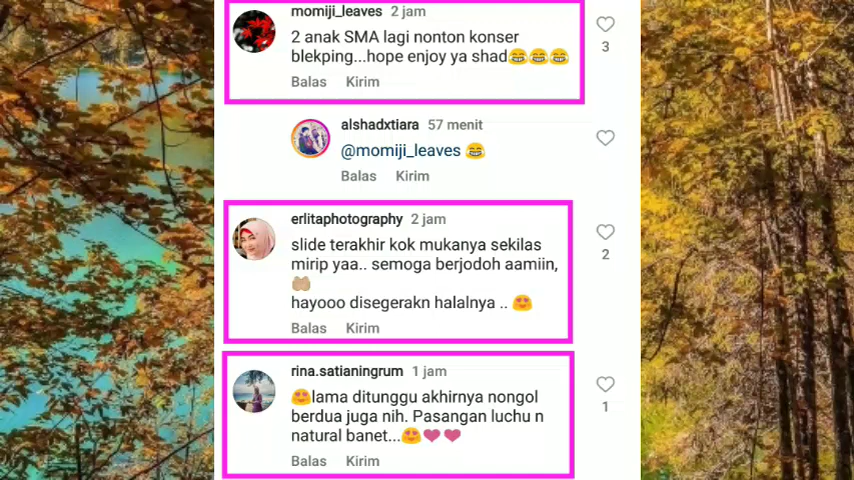 momiji_leaves 2 jam
2 anak SMA lagi nonton konser
blekping...hope enjoy ya shad😂😂😂
3
Balas Kirim
alshadxtiara 57 menit
@momiji_leaves 😂
Balas Kirim
erlitaphotography 2 jam
slide terakhir kok mukanya sekilas
mirip yaa.. semoga berjodoh aamiin,
🤲🏼
2
hayooo disegerakn halalnya .. 😍
Balas Kirim
rina.satianingrum 1 jam
😍lama ditunggu akhirnya nongol
berdua juga nih. Pasangan luchu n
natural banet...😍❤️❤️
1
Balas Kirim